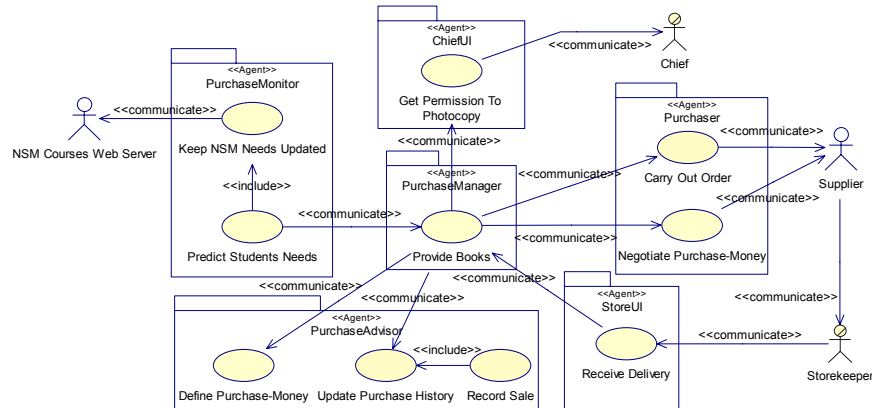 <<Agent>>
ChiefUI
<<communicate>>
Chief
Get Permission To
Photocopy
<<Agent>>
PurchaseMonitor
<<communicate>>
NSM Courses Web Server
Keep NSM Needs Updated
<<include>>
Predict Students Needs
<<communicate>>
<<communicate>>
<<Agent>>
PurchaseManager
Provide Books
<<communicate>>
<<communicate>>
<<Agent>>
Purchaser
<<communicate>>
Carry Out Order
<<communicate>>
Negotiate Purchase-Money
Supplier
<<communicate>>
<<communicate>>
<<communicate>>
<<communicate>>
<<Agent>>
PurchaseAdvisor
Define Purchase-Money
Update Purchase History
<<include>>
Record Sale
<<Agent>>
StoreUI
Receive Delivery
<<communicate>>
Storekeeper